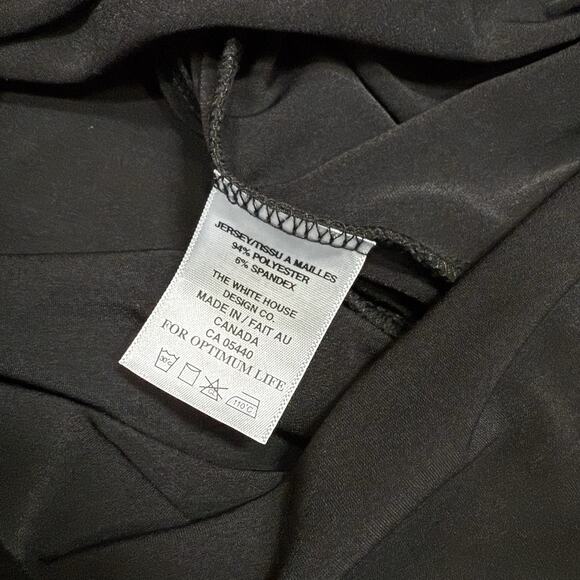 JERSEY/TISSU A MAILLES
94% POLYESTER
6% SPANDEX
THE WHITE HOUSE
DESIGN CO.
MADE IN / FAIT AU
CANADA
CA 05440
FOR OPTIMUM LIFE
30°C
CL
110°C